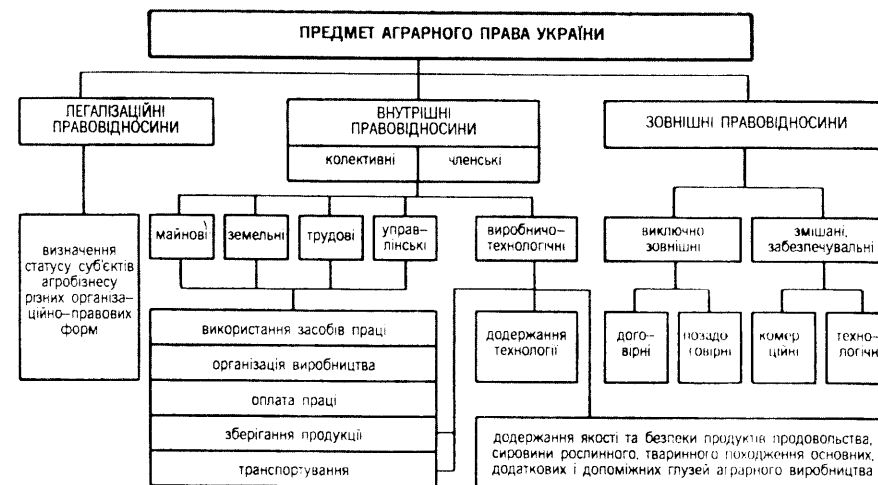 ПРЕДМЕТ АГРАРНОГО ПРАВА УКРАЇНИ
ЛЕГАЛІЗАЦІЙНІ
ПРАВОВІДНОСИНИ
ВНУТРІШНІ
ПРАВОВІДНОСИНИ
колективні
членські
ЗОВНІШНІ ПРАВОВІДНОСИНИ
визначення
статусу суб'єктів
агробізнесу
різних організа-
ційно-правових
форм
майнові
земельні
трудові
управ-
лінські
виробничо-
технологічні
виключно
зовнішні
змішані,
забезпечувальні
використання засобів праці
організація виробництва
оплата праці
зберігання продукції
транспортування
додержання
технології
дого-
вірні
позадо
говірні
комер
ційні
техно-
логічні
додержання якості та безпеки продуктів продовольства,
сировини рослинного, тваринного походження основних,
додаткових і допоміжних глузей аграрного виробництва